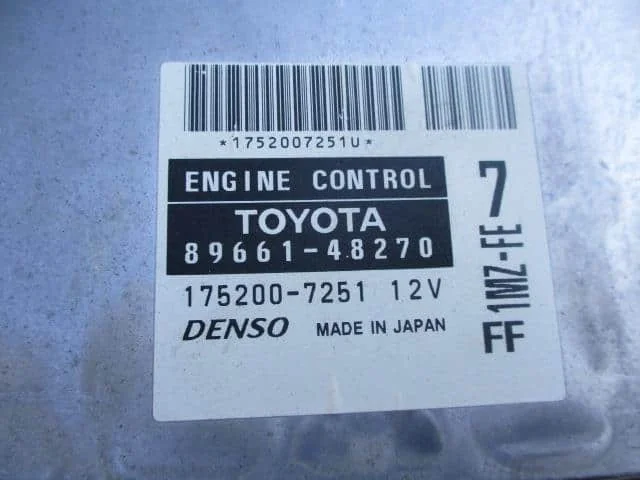 *1752007251U*
ENGINE CONTROL
TOYOTA
89661-48270
175200-7251 12V
DENSO MADE IN JAPAN
7
1MZ-FE
FF